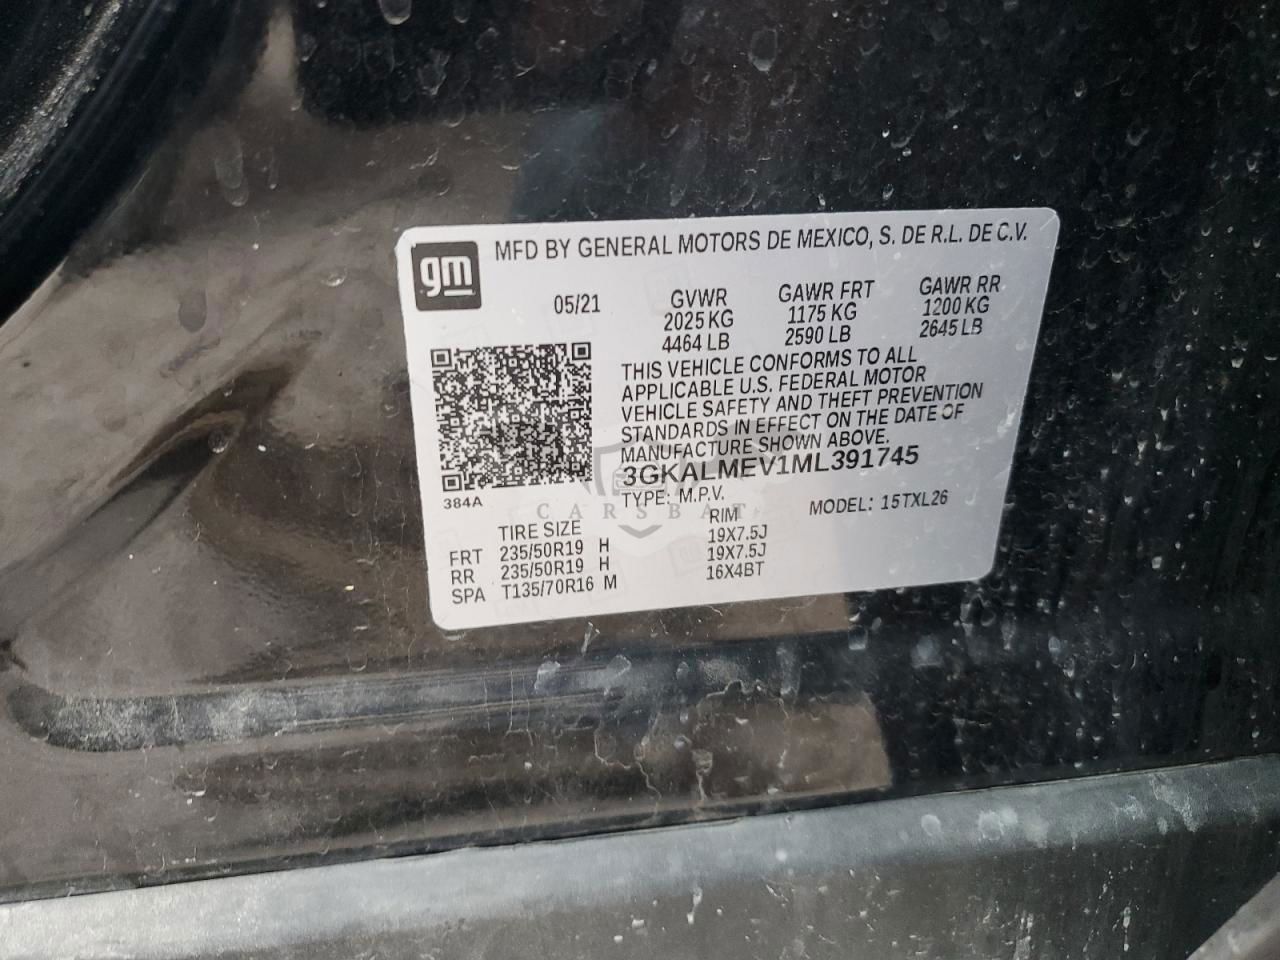 gm
MFD BY GENERAL MOTORS DE MEXICO, S. DE R.L. DE C.V.
05/21
GVWR GAWR FRT GAWR RR
2025 KG 1175 KG 1200 KG
4464 LB 2590 LB 2645 LB
THIS VEHICLE CONFORMS TO ALL
APPLICABLE U.S. FEDERAL MOTOR
VEHICLE SAFETY AND THEFT PREVENTION
STANDARDS IN EFFECT ON THE DATE OF
MANUFACTURE SHOWN ABOVE.
3GKALMEV1ML391745
TYPE: M.P.V. MODEL: 15TXL26
384A
CARSBAT
TIRE SIZE RIM
FRT 235/50R19 H 19X7.5J
RR 235/50R19 H 19X7.5J
SPA T135/70R16 M 16X4BT